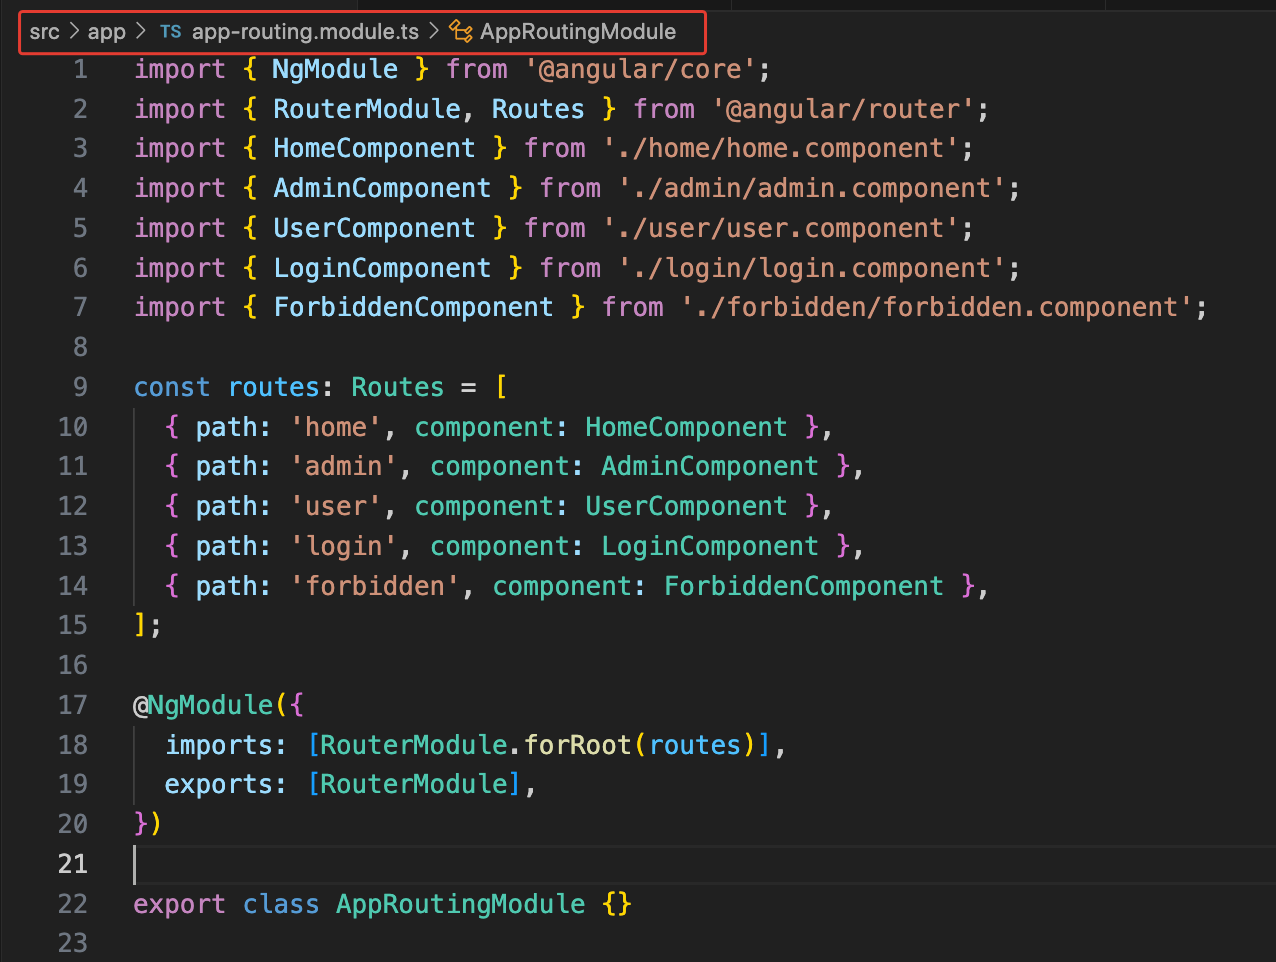 src > app > TS app-routing.module.ts > AppRoutingModule
1 import { NgModule } from '@angular/core';
2 import { RouterModule, Routes } from '@angular/router';
3 import { HomeComponent } from './home/home.component';
4 import { AdminComponent } from './admin/admin.component';
5 import { UserComponent } from './user/user.component';
6 import { LoginComponent } from './login/login.component';
7 import { ForbiddenComponent } from './forbidden/forbidden.component';
8
9 const routes: Routes = [
10   { path: 'home', component: HomeComponent },
11   { path: 'admin', component: AdminComponent },
12   { path: 'user', component: UserComponent },
13   { path: 'login', component: LoginComponent },
14   { path: 'forbidden', component: ForbiddenComponent },
15 ];
16
17 @NgModule({
18   imports: [RouterModule.forRoot(routes)],
19   exports: [RouterModule],
20 })
21
22 export class AppRoutingModule {}
23